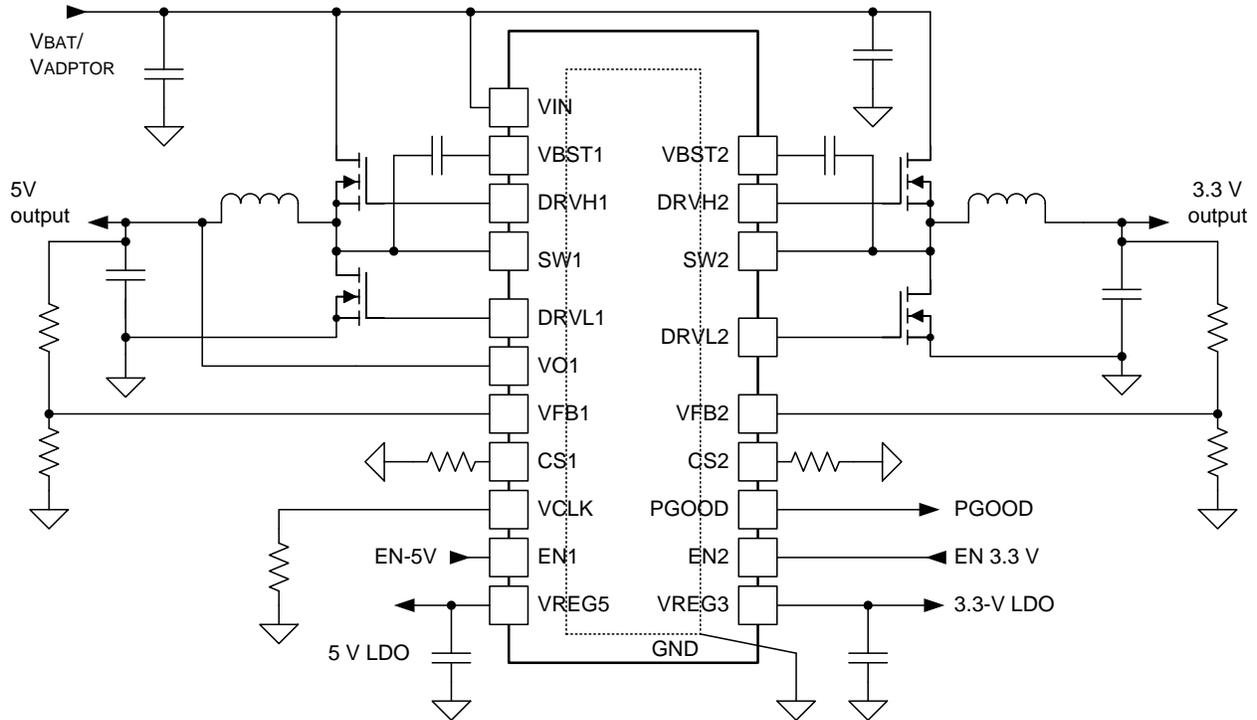 VBAT/
VADPTOR
VIN
VBST1
VBST2
5V
output
3.3 V
output
DRVH1
DRVH2
SW1
SW2
DRVL1
DRVL2
VO1
VFB1
VFB2
CS1
CS2
VCLK
PGOOD
PGOOD
EN-5V
EN1
EN2
EN 3.3 V
VREG5
VREG3
3.3-V LDO
5 V LDO
GND